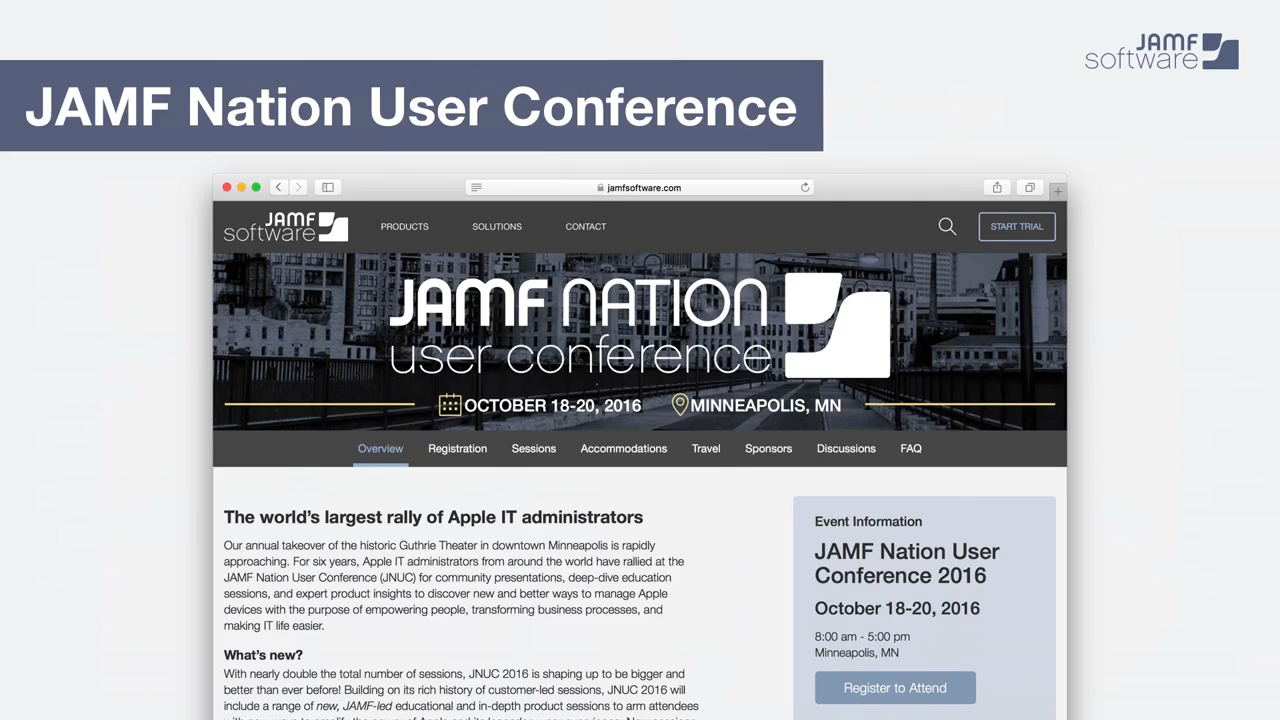 JAMF
software
JAMF Nation User Conference
jamfsoftware.com
JAMF
software
PRODUCTS
SOLUTIONS
CONTACT
START TRIAL
JAMF NATION
user conference
OCTOBER 18-20, 2016
MINNEAPOLIS, MN
Overview
Registration
Sessions
Accommodations
Travel
Sponsors
Discussions
FAQ
The world's largest rally of Apple IT administrators
Our annual takeover of the historic Guthrie Theater in downtown Minneapolis is rapidly
approaching. For six years, Apple IT administrators from around the world have rallied at the
JAMF Nation User Conference (JNUC) for community presentations, deep-dive education
sessions, and expert product insights to discover new and better ways to manage Apple
devices with the purpose of empowering people, transforming business processes, and
making IT life easier.
What's new?
With nearly double the total number of sessions, JNUC 2016 is shaping up to be bigger and
better than ever before! Building on its rich history of customer-led sessions, JNUC 2016 will
include a range of new, JAMF-led educational and in-depth product sessions to arm attendees
Event Information
JAMF Nation User
Conference 2016
October 18-20, 2016
8:00 am - 5:00 pm
Minneapolis, MN
Register to Attend